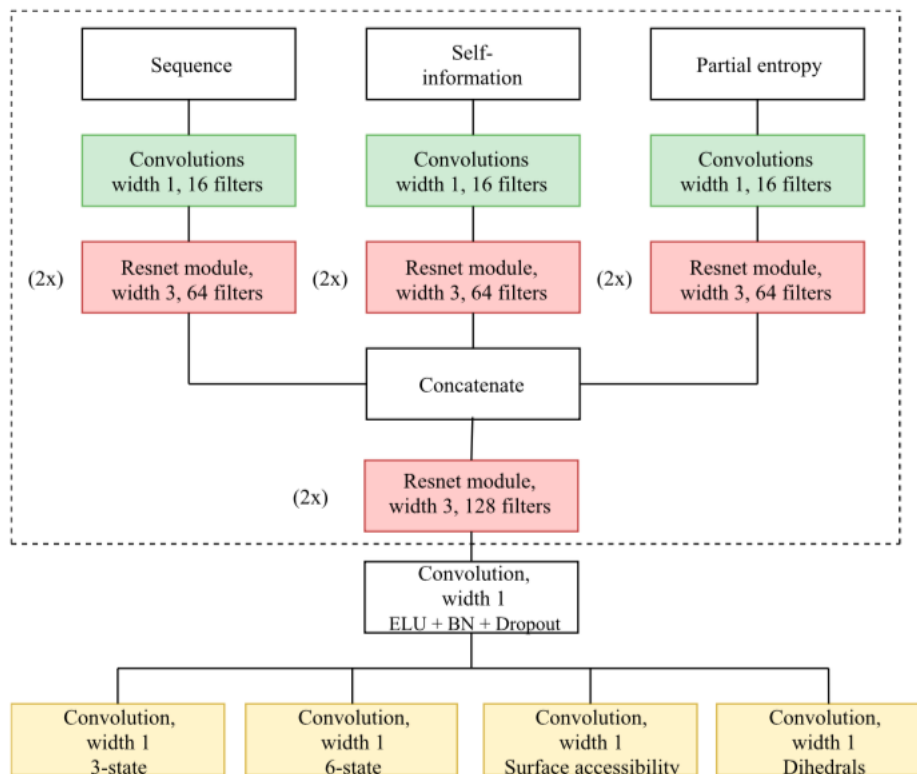 Sequence
Self-
information
Partial entropy
Convolutions
width 1, 16 filters
Convolutions
width 1, 16 filters
Convolutions
width 1, 16 filters
(2x)
Resnet module,
width 3, 64 filters
(2x)
Resnet module,
width 3, 64 filters
(2x)
Resnet module,
width 3, 64 filters
Concatenate
(2x)
Resnet module,
width 3, 128 filters
Convolution,
width 1
ELU + BN + Dropout
Convolution,
width 1
3-state
Convolution,
width 1
6-state
Convolution,
width 1
Surface accessibility
Convolution,
width 1
Dihedrals